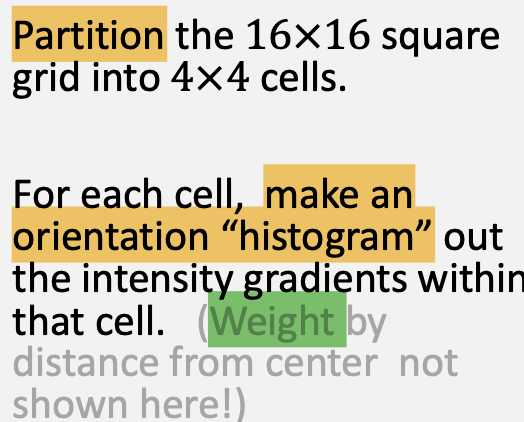 Partition the 16×16 square
grid into 4×4 cells.
For each cell, make an
orientation “histogram” out
the intensity gradients within
that cell. (Weight by
distance from center not
shown here!)